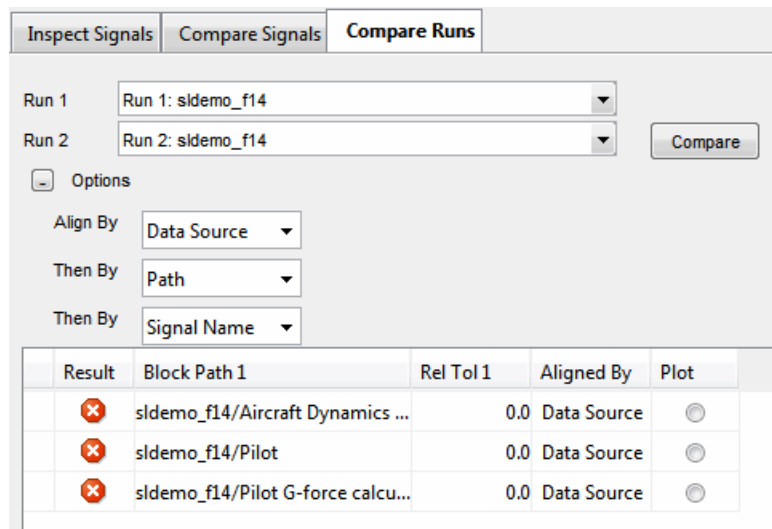 Inspect Signals Compare Signals Compare Runs
Run 1 Run 1: sldemo_f14
Run 2 Run 2: sldemo_f14 Compare
- Options
Align By Data Source
Then By Path
Then By Signal Name
Result Block Path 1 Rel Tol 1 Aligned By Plot
sldemo_f14/Aircraft Dynamics ... 0.0 Data Source
sldemo_f14/Pilot 0.0 Data Source
sldemo_f14/Pilot G-force calcu... 0.0 Data Source